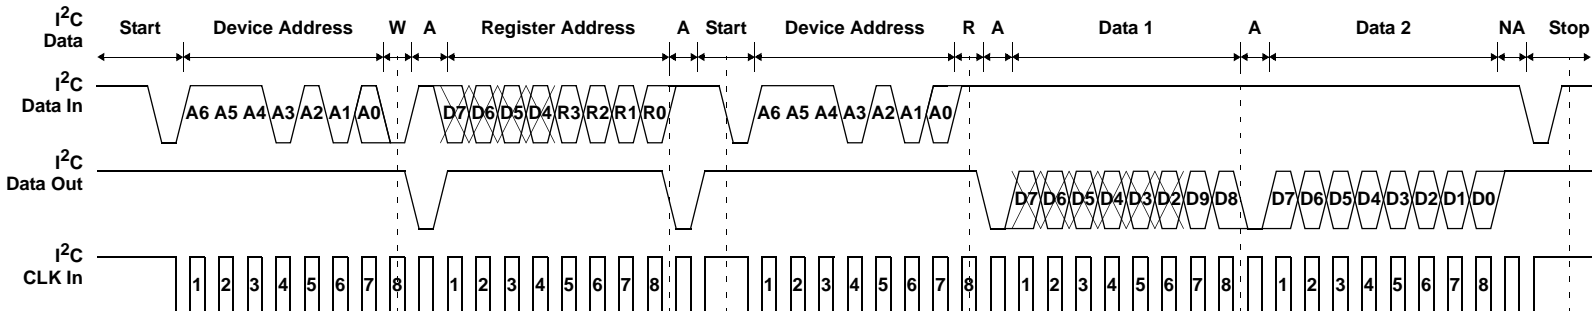 I²C Data
Start Device Address W A Register Address A Start Device Address R A Data 1 A Data 2 NA Stop
I²C Data In
A6 A5 A4 A3 A2 A1 A0 D7 D6 D5 D4 R3 R2 R1 R0 A6 A5 A4 A3 A2 A1 A0
I²C Data Out
D7 D6 D5 D4 D3 D2 D9 D8 D7 D6 D5 D4 D3 D2 D1 D0
I²C CLK In
1 2 3 4 5 6 7 8 1 2 3 4 5 6 7 8 1 2 3 4 5 6 7 8 1 2 3 4 5 6 7 8 1 2 3 4 5 6 7 8